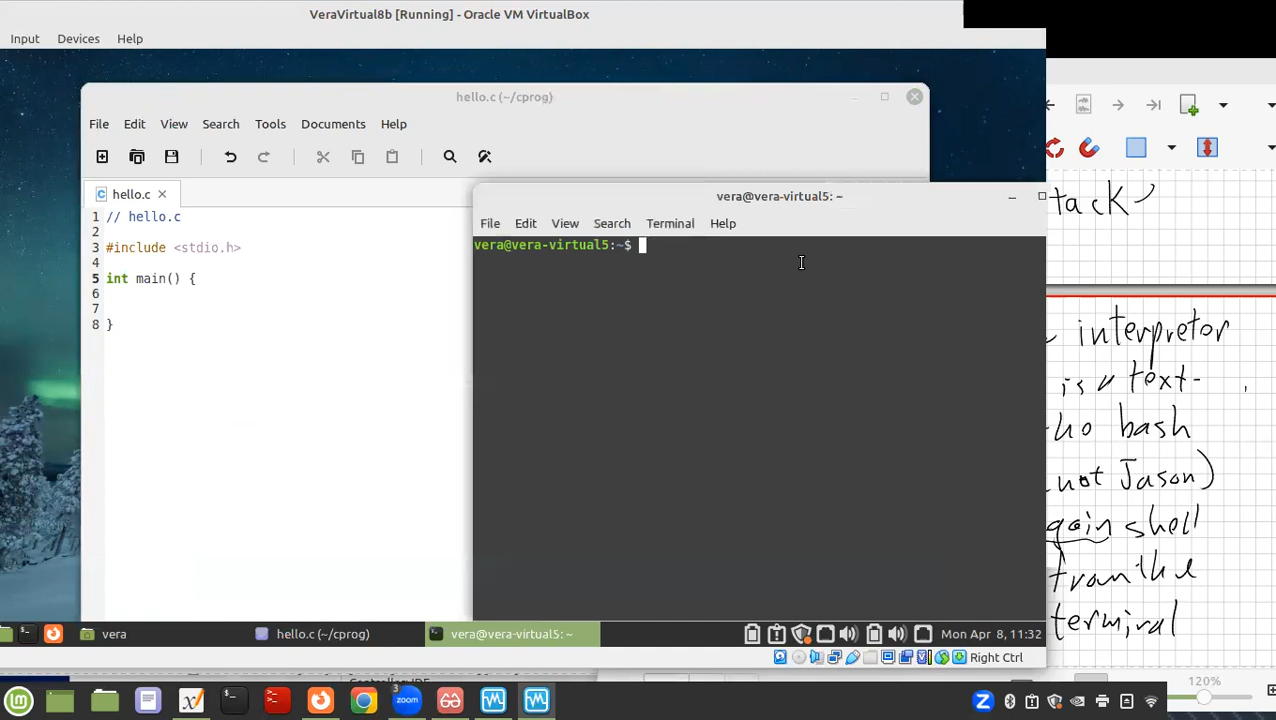 VeraVirtual8b [Running] - Oracle VM VirtualBox
Input Devices Help
hello.c (~/cprog)
File Edit View Search Tools Documents Help
hello.c
1 // hello.c
2
3 #include <stdio.h>
4
5 int main() {
6
7
8 }
vera@vera-virtual5: ~
File Edit View Search Terminal Help
vera@vera-virtual5:~$
tack
interpretor
is a text-
ho bash
(not Jason)
gain shell
from the
terminal
vera
hello.c (~/cprog)
vera@vera-virtual5: ~
Mon Apr 8, 11:32
Right Ctrl
120%
3
zoom